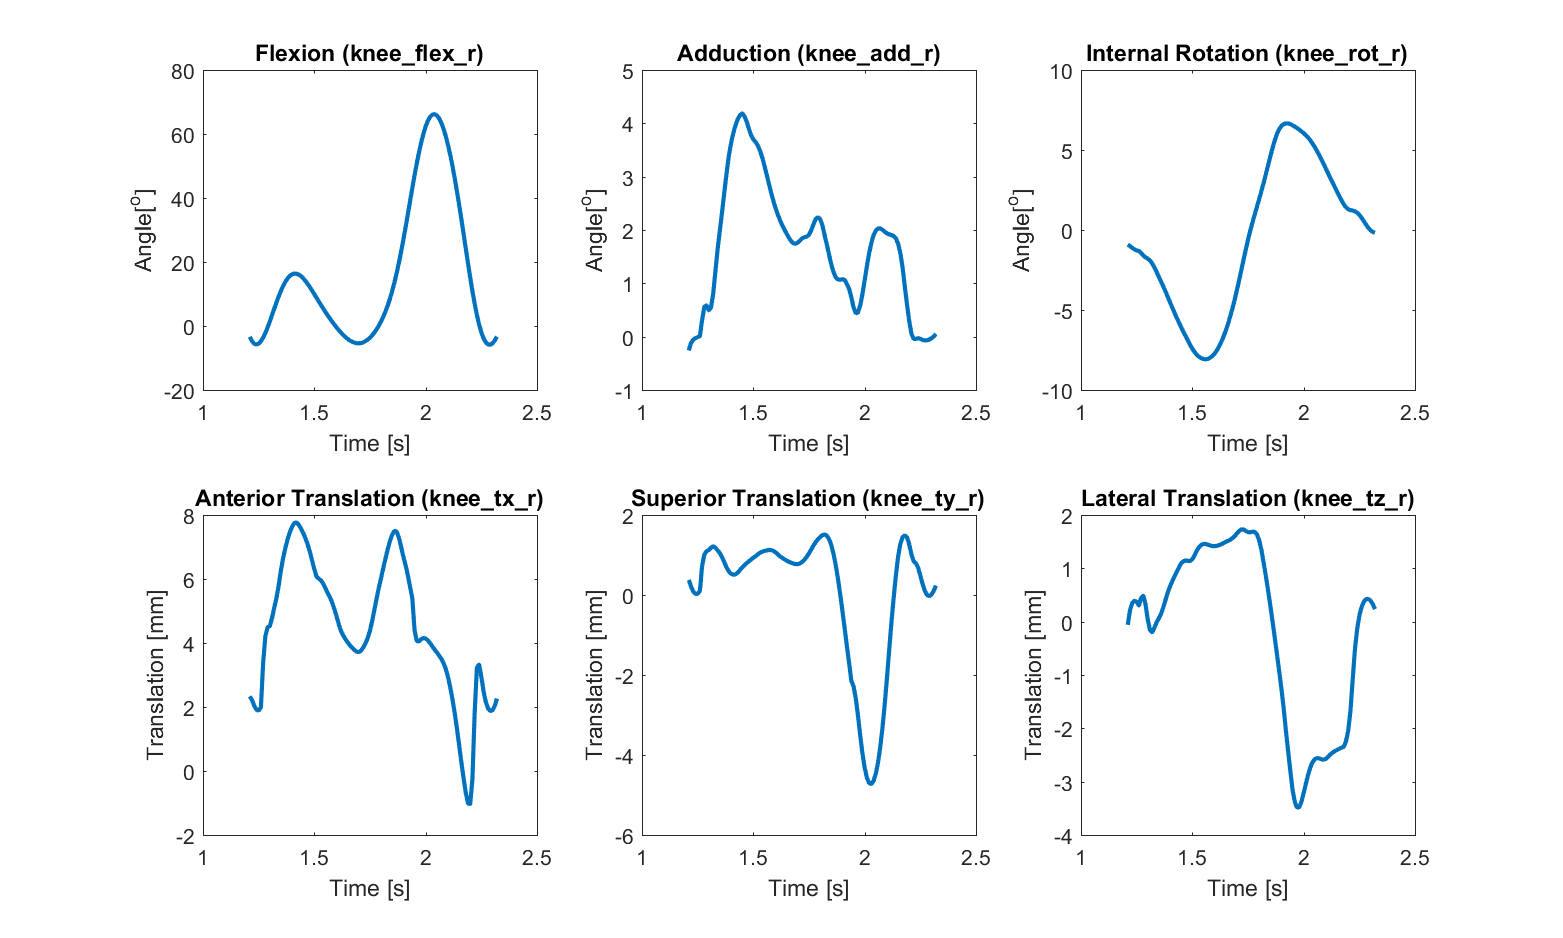 Flexion (knee_flex_r)
Angle[o]
80
60
40
20
0
-20
1 1.5 2 2.5
Time [s]
Adduction (knee_add_r)
Angle[o]
5
4
3
2
1
0
-1
1 1.5 2 2.5
Time [s]
Internal Rotation (knee_rot_r)
Angle[o]
10
5
0
-5
-10
1 1.5 2 2.5
Time [s]
Anterior Translation (knee_tx_r)
Translation [mm]
8
6
4
2
0
-2
1 1.5 2 2.5
Time [s]
Superior Translation (knee_ty_r)
Translation [mm]
2
0
-2
-4
-6
1 1.5 2 2.5
Time [s]
Lateral Translation (knee_tz_r)
Translation [mm]
2
1
0
-1
-2
-3
-4
1 1.5 2 2.5
Time [s]